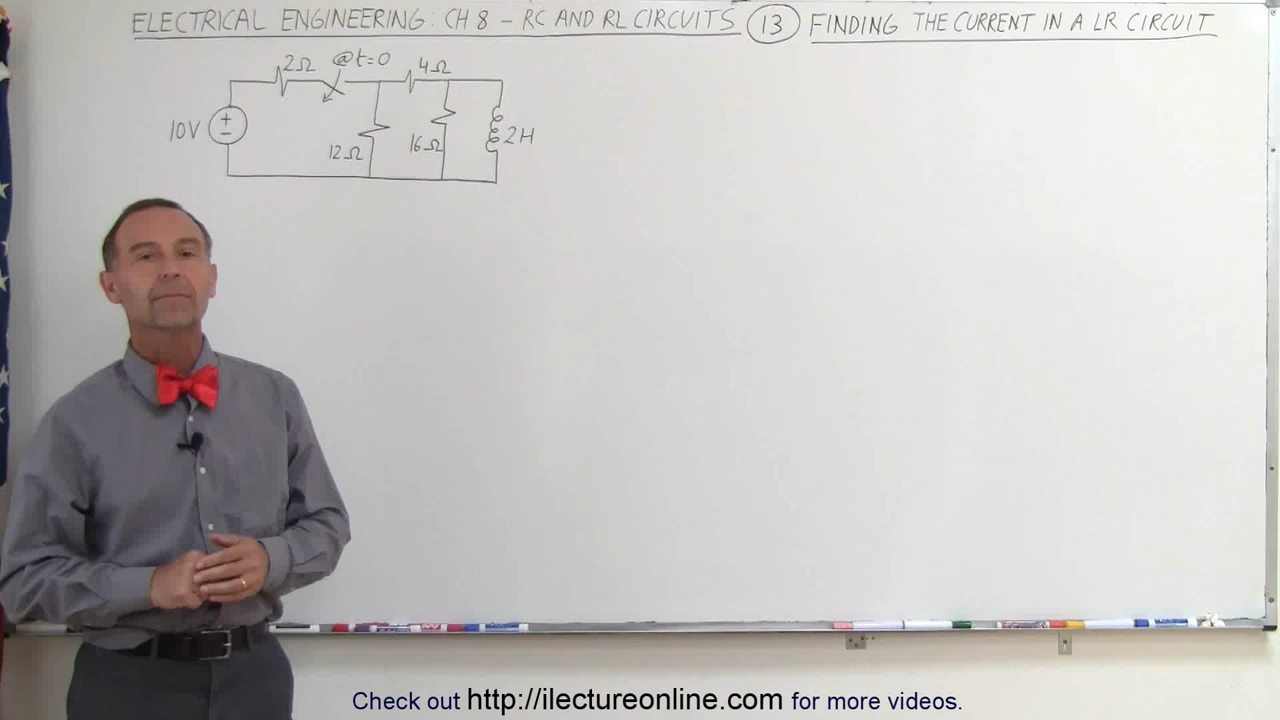 ELECTRICAL ENGINEERING: CH 8 – RC AND RL CIRCUITS 13 FINDING THE CURRENT IN A LR CIRCUIT
2Ω @t=0 4Ω
10V + − 12Ω 16Ω 2H
Check out http://ilectureonline.com for more videos.